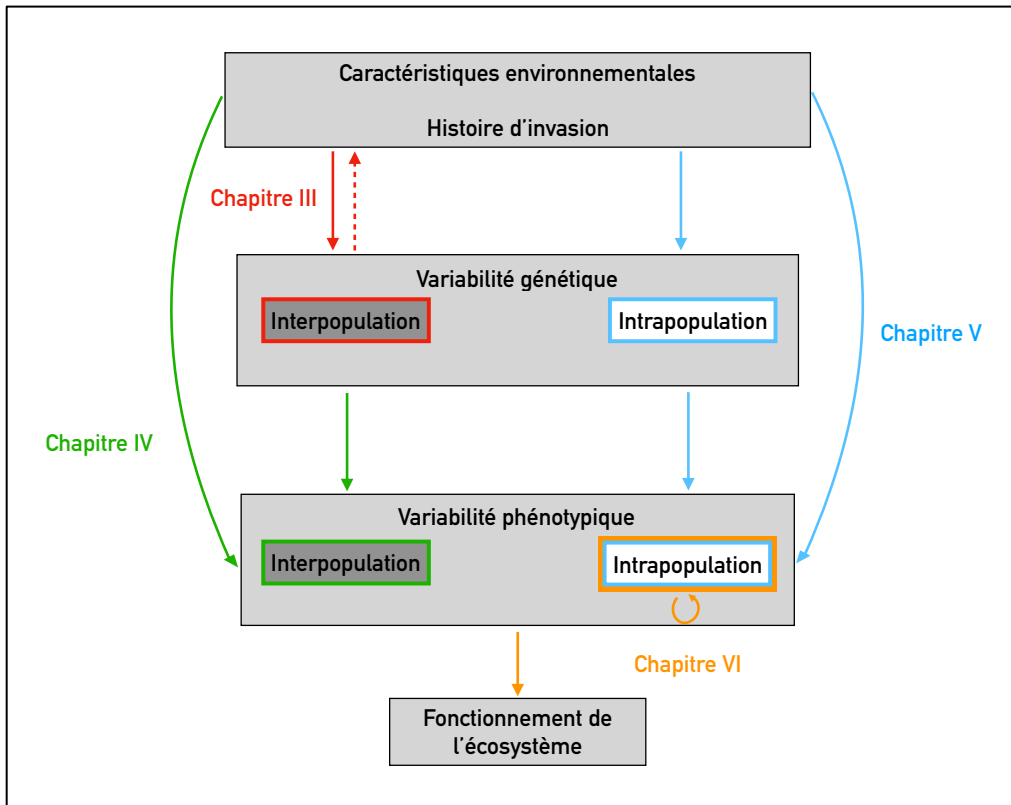 Caractéristiques environnementales
Histoire d'invasion
Chapitre III
Variabilité génétique
Interpopulation
Intrapopulation
Chapitre V
Chapitre IV
Variabilité phénotypique
Interpopulation
Intrapopulation
Chapitre VI
Fonctionnement de
l'écosystème